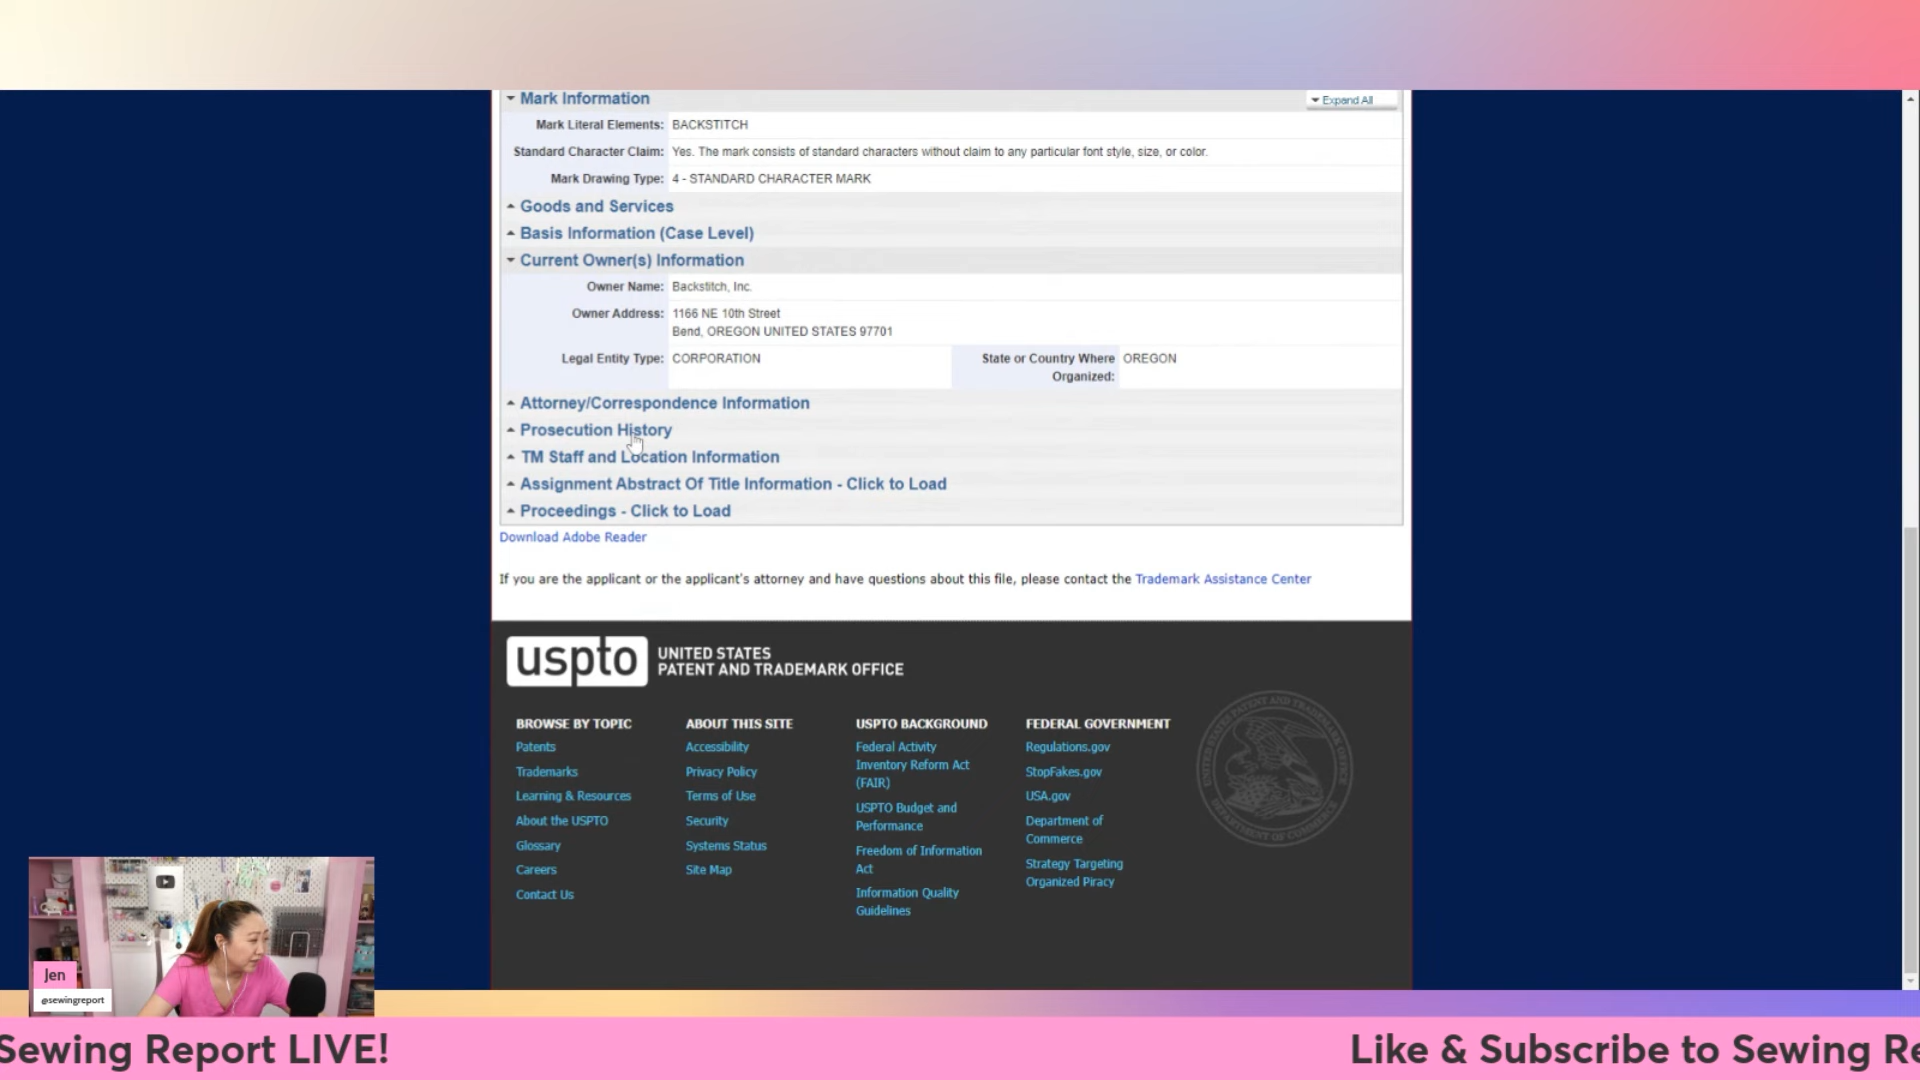 Mark Information
Expand All
Mark Literal Elements: BACKSTITCH
Standard Character Claim: Yes. The mark consists of standard characters without claim to any particular font style, size, or color.
Mark Drawing Type: 4 - STANDARD CHARACTER MARK
Goods and Services
Basis Information (Case Level)
Current Owner(s) Information
Owner Name: Backstitch, Inc.
Owner Address: 1166 NE 10th Street
Bend, OREGON UNITED STATES 97701
Legal Entity Type: CORPORATION
State or Country Where Organized: OREGON
Attorney/Correspondence Information
Prosecution History
TM Staff and Location Information
Assignment Abstract Of Title Information - Click to Load
Proceedings - Click to Load
Download Adobe Reader
If you are the applicant or the applicant's attorney and have questions about this file, please contact the Trademark Assistance Center
uspto
UNITED STATES
PATENT AND TRADEMARK OFFICE
BROWSE BY TOPIC
Patents
Trademarks
Learning & Resources
About the USPTO
Glossary
Careers
Contact Us
ABOUT THIS SITE
Accessibility
Privacy Policy
Terms of Use
Security
Systems Status
Site Map
USPTO BACKGROUND
Federal Activity
Inventory Reform Act
(FAIR)
USPTO Budget and
Performance
Freedom of Information
Act
Information Quality
Guidelines
FEDERAL GOVERNMENT
Regulations.gov
StopFakes.gov
USA.gov
Department of
Commerce
Strategy Targeting
Organized Piracy
UNITED STATES PATENT AND TRADEMARK OFFICE
DEPARTMENT OF COMMERCE
Jen
@sewingreport
Sewing Report LIVE!
Like & Subscribe to Sewing Re